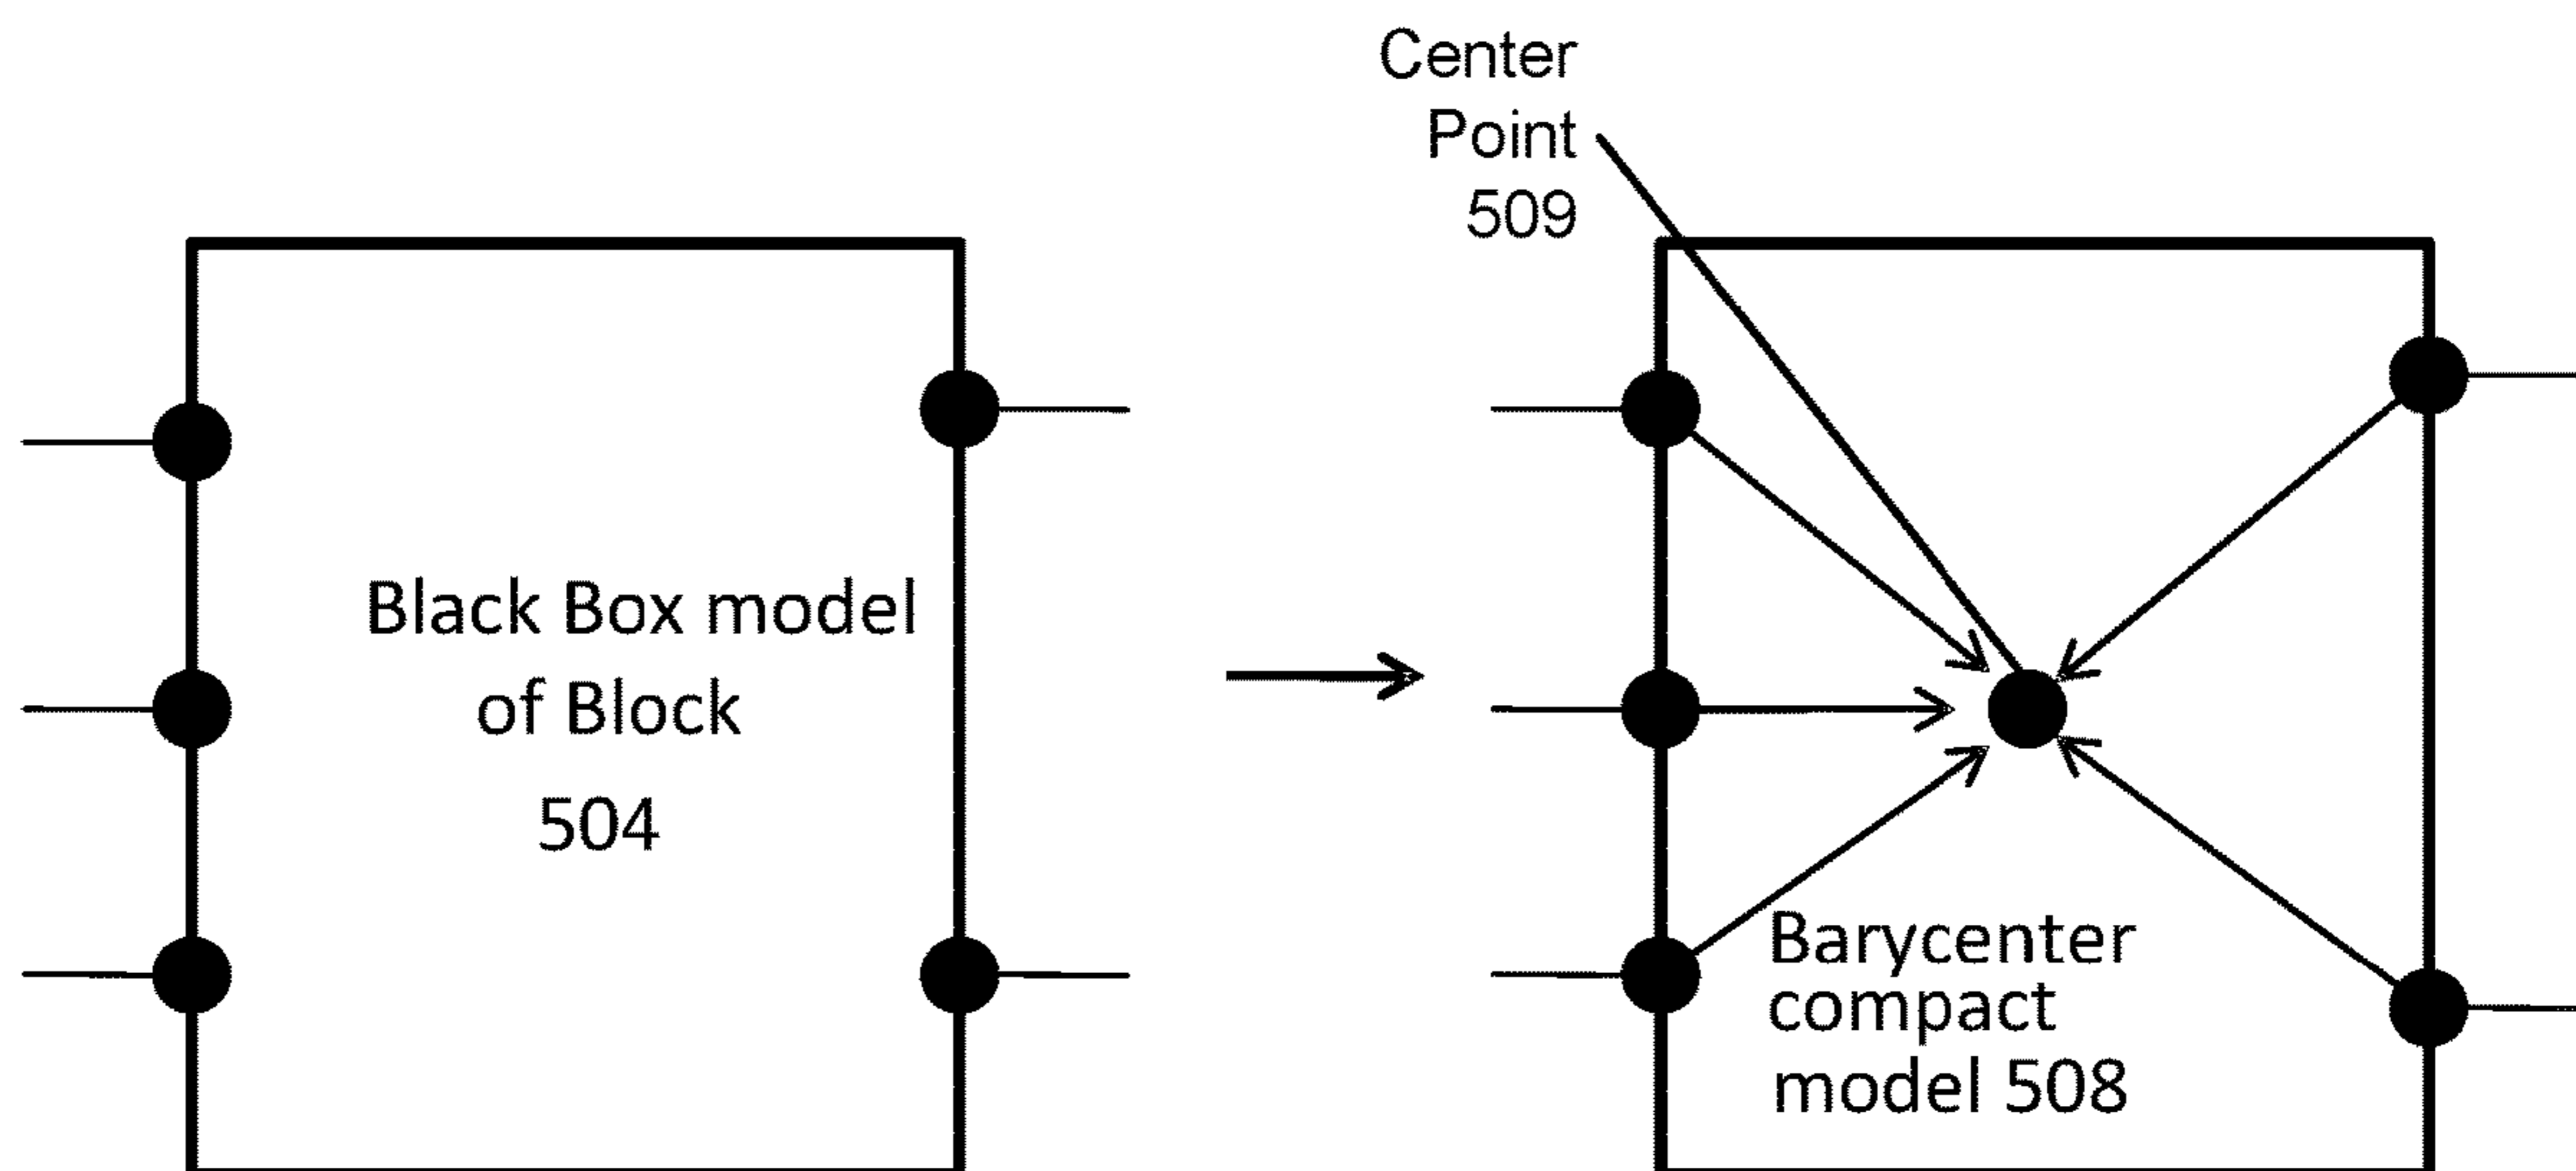 Center
Point
509
Black Box model
of Block
504
Barycenter
compact
model 508